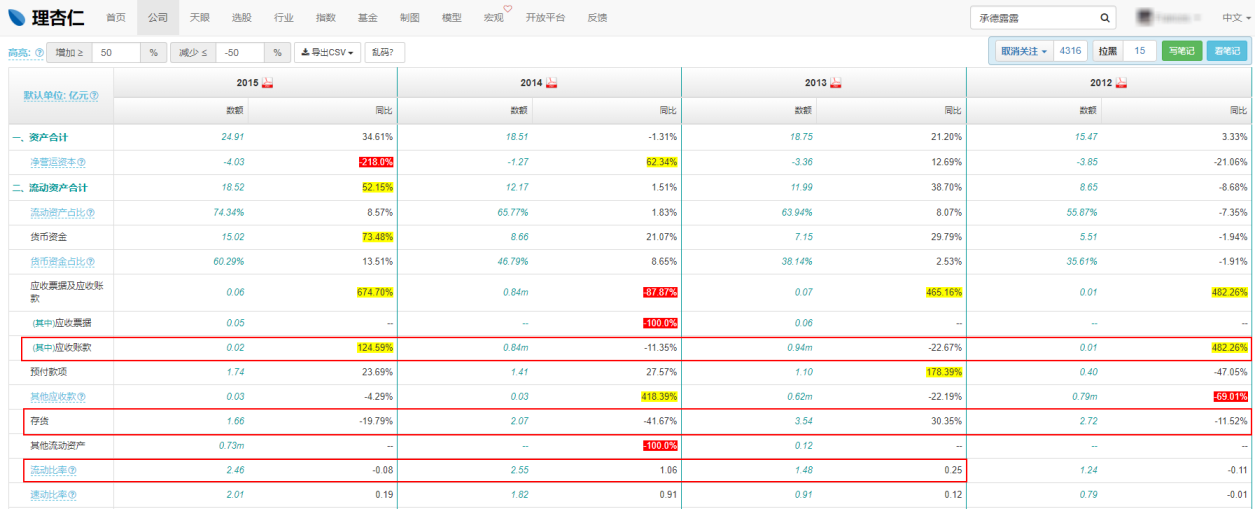 理杏仁 首页 公司 天眼 选股 行业 指数 基金 制图 模型 宏观 开放平台 反馈 承德露露 中文
高亮: 增加 ≥ 50 % 减少 ≤ -50 % 导出CSV 乱码? 取消关注 4316 拉黑 15 写笔记 看笔记
默认单位: 亿元 2015 2014 2013 2012
数额 同比 数额 同比 数额 同比 数额 同比
一、资产合计 24.91 34.61% 18.51 -1.31% 18.75 21.20% 15.47 3.33%
净营运资本 -4.03 -218.0% -1.27 62.34% -3.36 12.69% -3.85 -21.06%
二、流动资产合计 18.52 52.15% 12.17 1.51% 11.99 38.70% 8.65 -8.68%
流动资产占比 74.34% 8.57% 65.77% 1.83% 63.94% 8.07% 55.87% -7.35%
货币资金 15.02 73.48% 8.66 21.07% 7.15 29.79% 5.51 -1.94%
货币资金占比 60.29% 13.51% 46.79% 8.65% 38.14% 2.53% 35.61% -1.91%
应收票据及应收账款 0.06 674.70% 0.84m -87.87% 0.07 465.16% 0.01 482.26%
(其中)应收票据 0.05 -- -- -100.0% 0.06 -- -- --
(其中)应收账款 0.02 124.59% 0.84m -11.35% 0.94m -22.67% 0.01 482.26%
预付款项 1.74 23.69% 1.41 27.57% 1.10 178.39% 0.40 -47.05%
其他应收款 0.03 -4.29% 0.03 418.39% 0.62m -22.19% 0.79m -69.01%
存货 1.66 -19.79% 2.07 -41.67% 3.54 30.35% 2.72 -11.52%
其他流动资产 0.73m -- -- -100.0% 0.12 -- -- --
流动比率 2.46 -0.08 2.55 1.06 1.48 0.25 1.24 -0.11
速动比率 2.01 0.19 1.82 0.91 0.91 0.12 0.79 -0.01